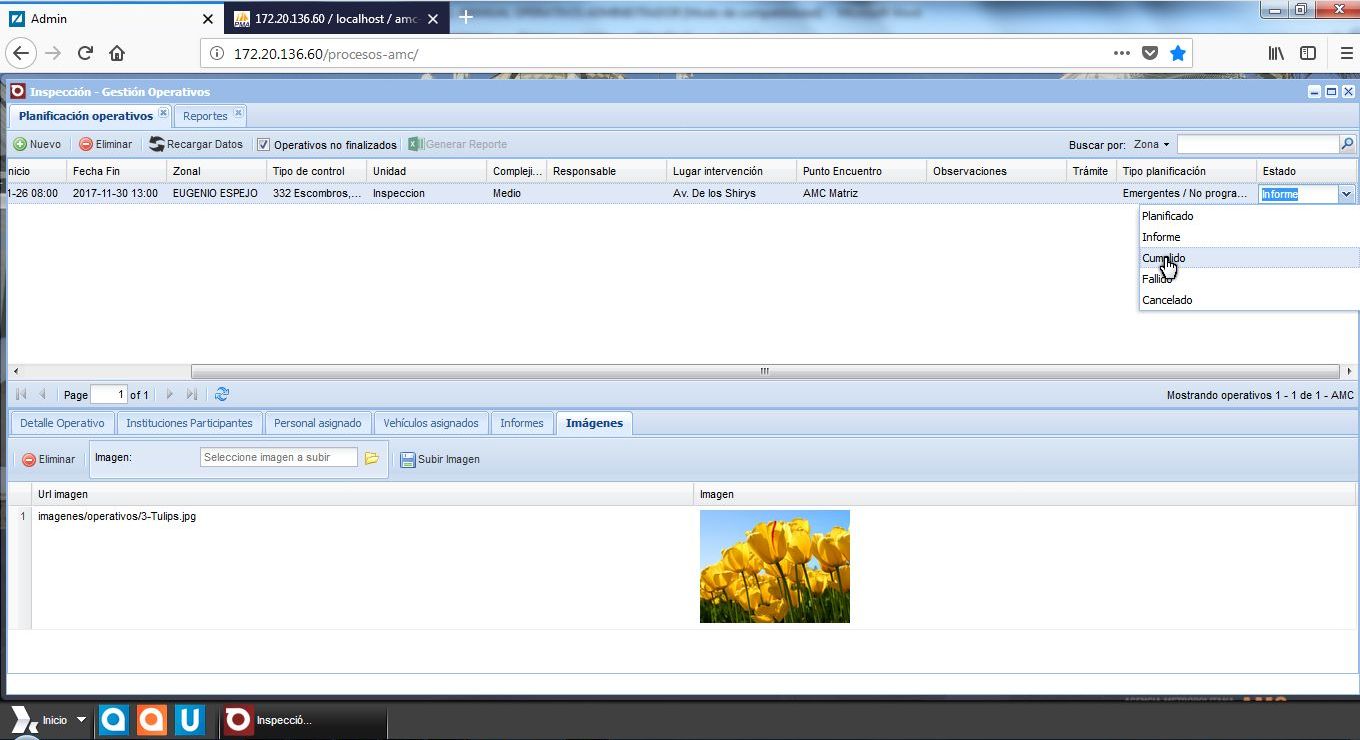 Admin
172.20.136.60 / localhost / amc-
172.20.136.60/procesos-amc/
Inspección - Gestión Operativos
Planificación operativos
Reportes
Nuevo
Eliminar
Recargar Datos
Operativos no finalizados
Generar Reporte
Buscar por: Zona
nicio Fecha Fin Zonal Tipo de control Unidad Compleji... Responsable Lugar intervención Punto Encuentro Observaciones Trámite Tipo planificación Estado
1-26 08:00 2017-11-30 13:00 EUGENIO ESPEJO 332 Escombros,... Inspeccion Medio Av. De los Shirys AMC Matriz Emergentes / No progra... Informe
Planificado
Informe
Cumplido
Fallido
Cancelado
Page 1 of 1
Mostrando operativos 1 - 1 de 1 - AMC
Detalle Operativo
Instituciones Participantes
Personal asignado
Vehículos asignados
Informes
Imágenes
Eliminar
Imagen:
Seleccione imagen a subir
Subir Imagen
Url imagen Imagen
1 imagenes/operativos/3-Tulips.jpg
Inicio
Inspecció...